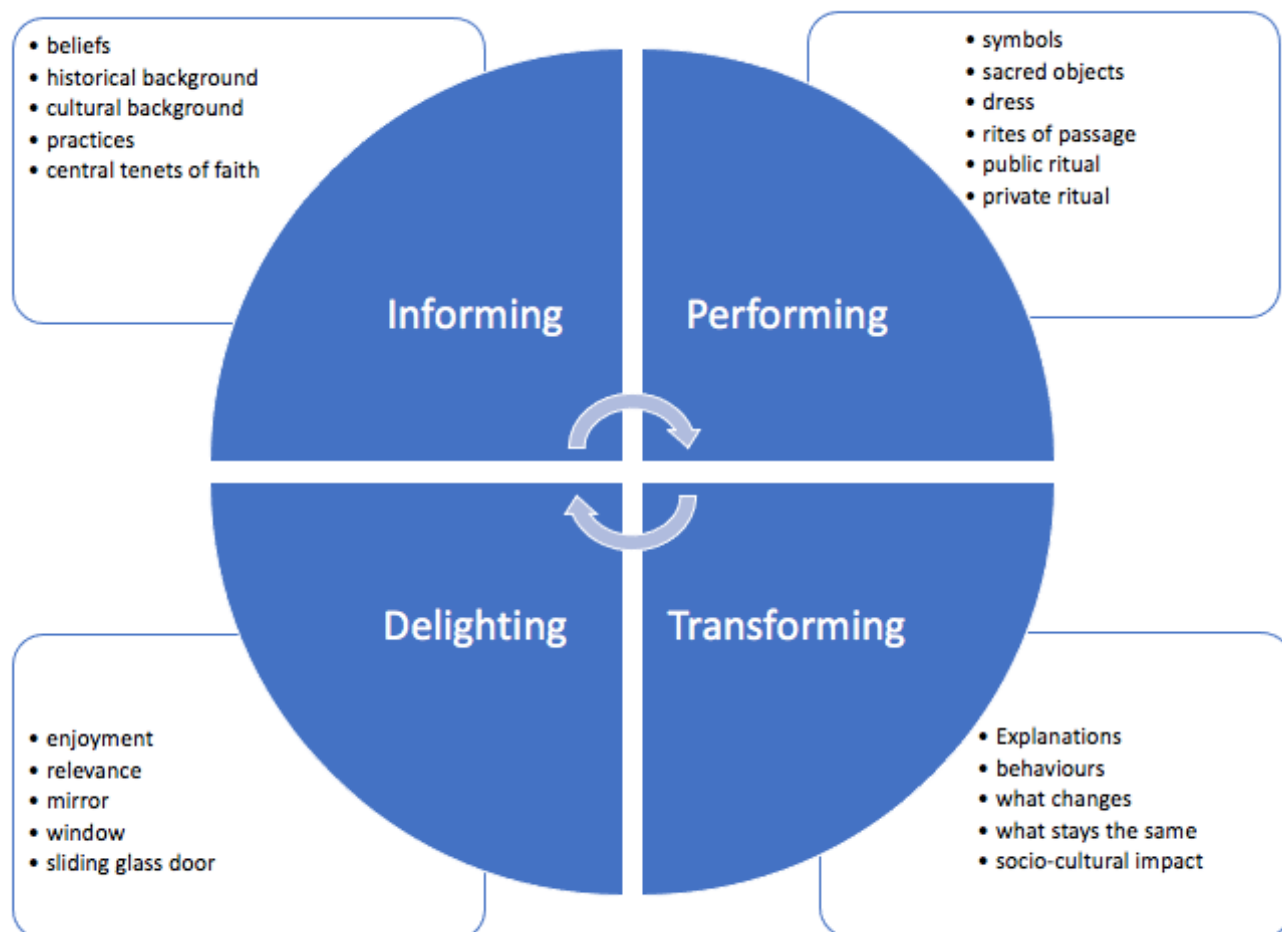 • beliefs
• historical background
• cultural background
• practices
• central tenets of faith
• symbols
• sacred objects
• dress
• rites of passage
• public ritual
• private ritual
Informing
Performing
Delighting
Transforming
• enjoyment
• relevance
• mirror
• window
• sliding glass door
• Explanations
• behaviours
• what changes
• what stays the same
• socio-cultural impact